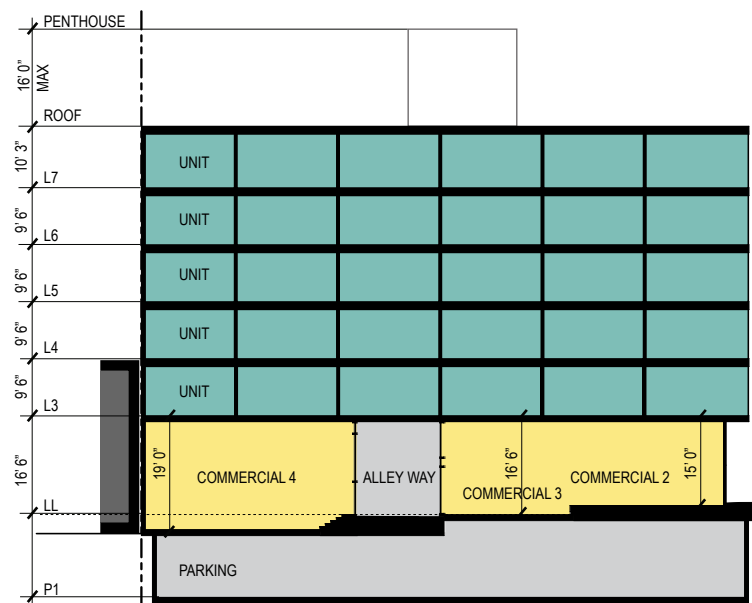 PENTHOUSE
16' 0"
MAX
ROOF
10' 3"
UNIT
L7
9' 6"
UNIT
L6
9' 6"
UNIT
L5
9' 6"
UNIT
L4
9' 6"
UNIT
L3
16' 6"
19' 0"
COMMERCIAL 4
ALLEY WAY
16' 6"
COMMERCIAL 3
COMMERCIAL 2
15' 0"
LL
PARKING
P1